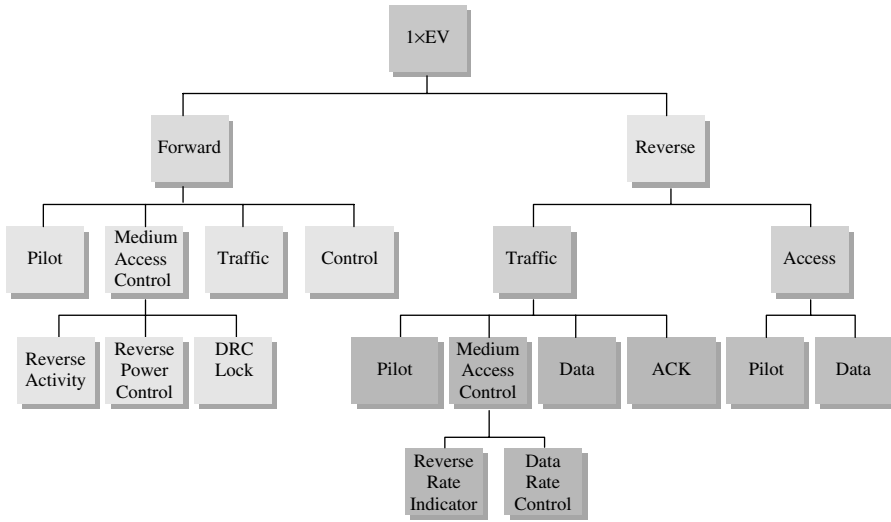 1×EV
Forward
Reverse
Pilot
Medium
Access
Control
Traffic
Control
Traffic
Access
Reverse
Activity
Reverse
Power
Control
DRC
Lock
Pilot
Medium
Access
Control
Data
ACK
Pilot
Data
Reverse
Rate
Indicator
Data
Rate
Control